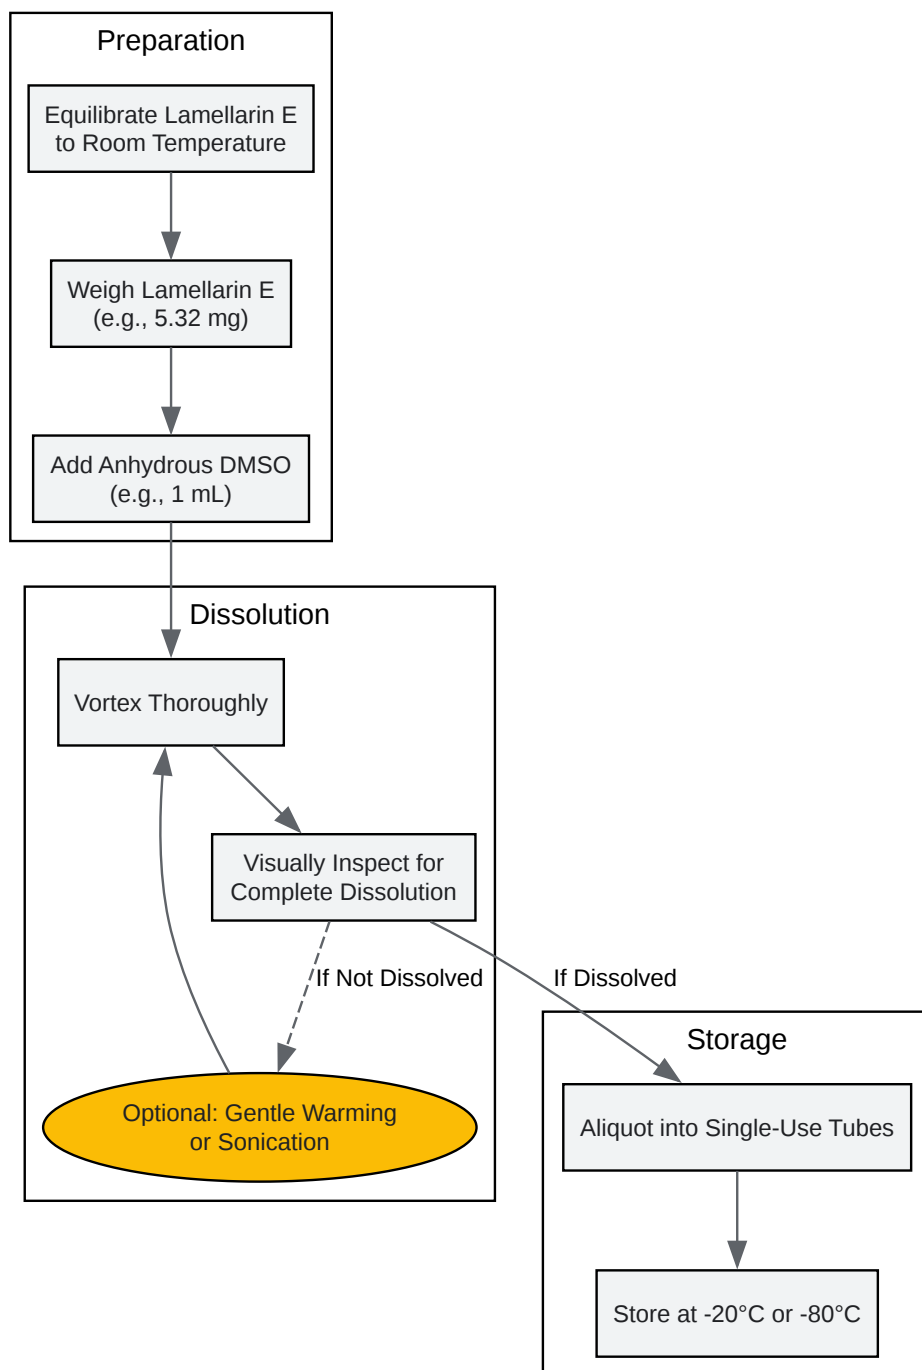 Preparation
Equilibrate Lamellarin E
to Room Temperature
Weigh Lamellarin E
(e.g., 5.32 mg)
Add Anhydrous DMSO
(e.g., 1 mL)
Dissolution
Vortex Thoroughly
Visually Inspect for
Complete Dissolution
If Not Dissolved
If Dissolved
Optional: Gentle Warming
or Sonication
Storage
Aliquot into Single-Use Tubes
Store at -20°C or -80°C